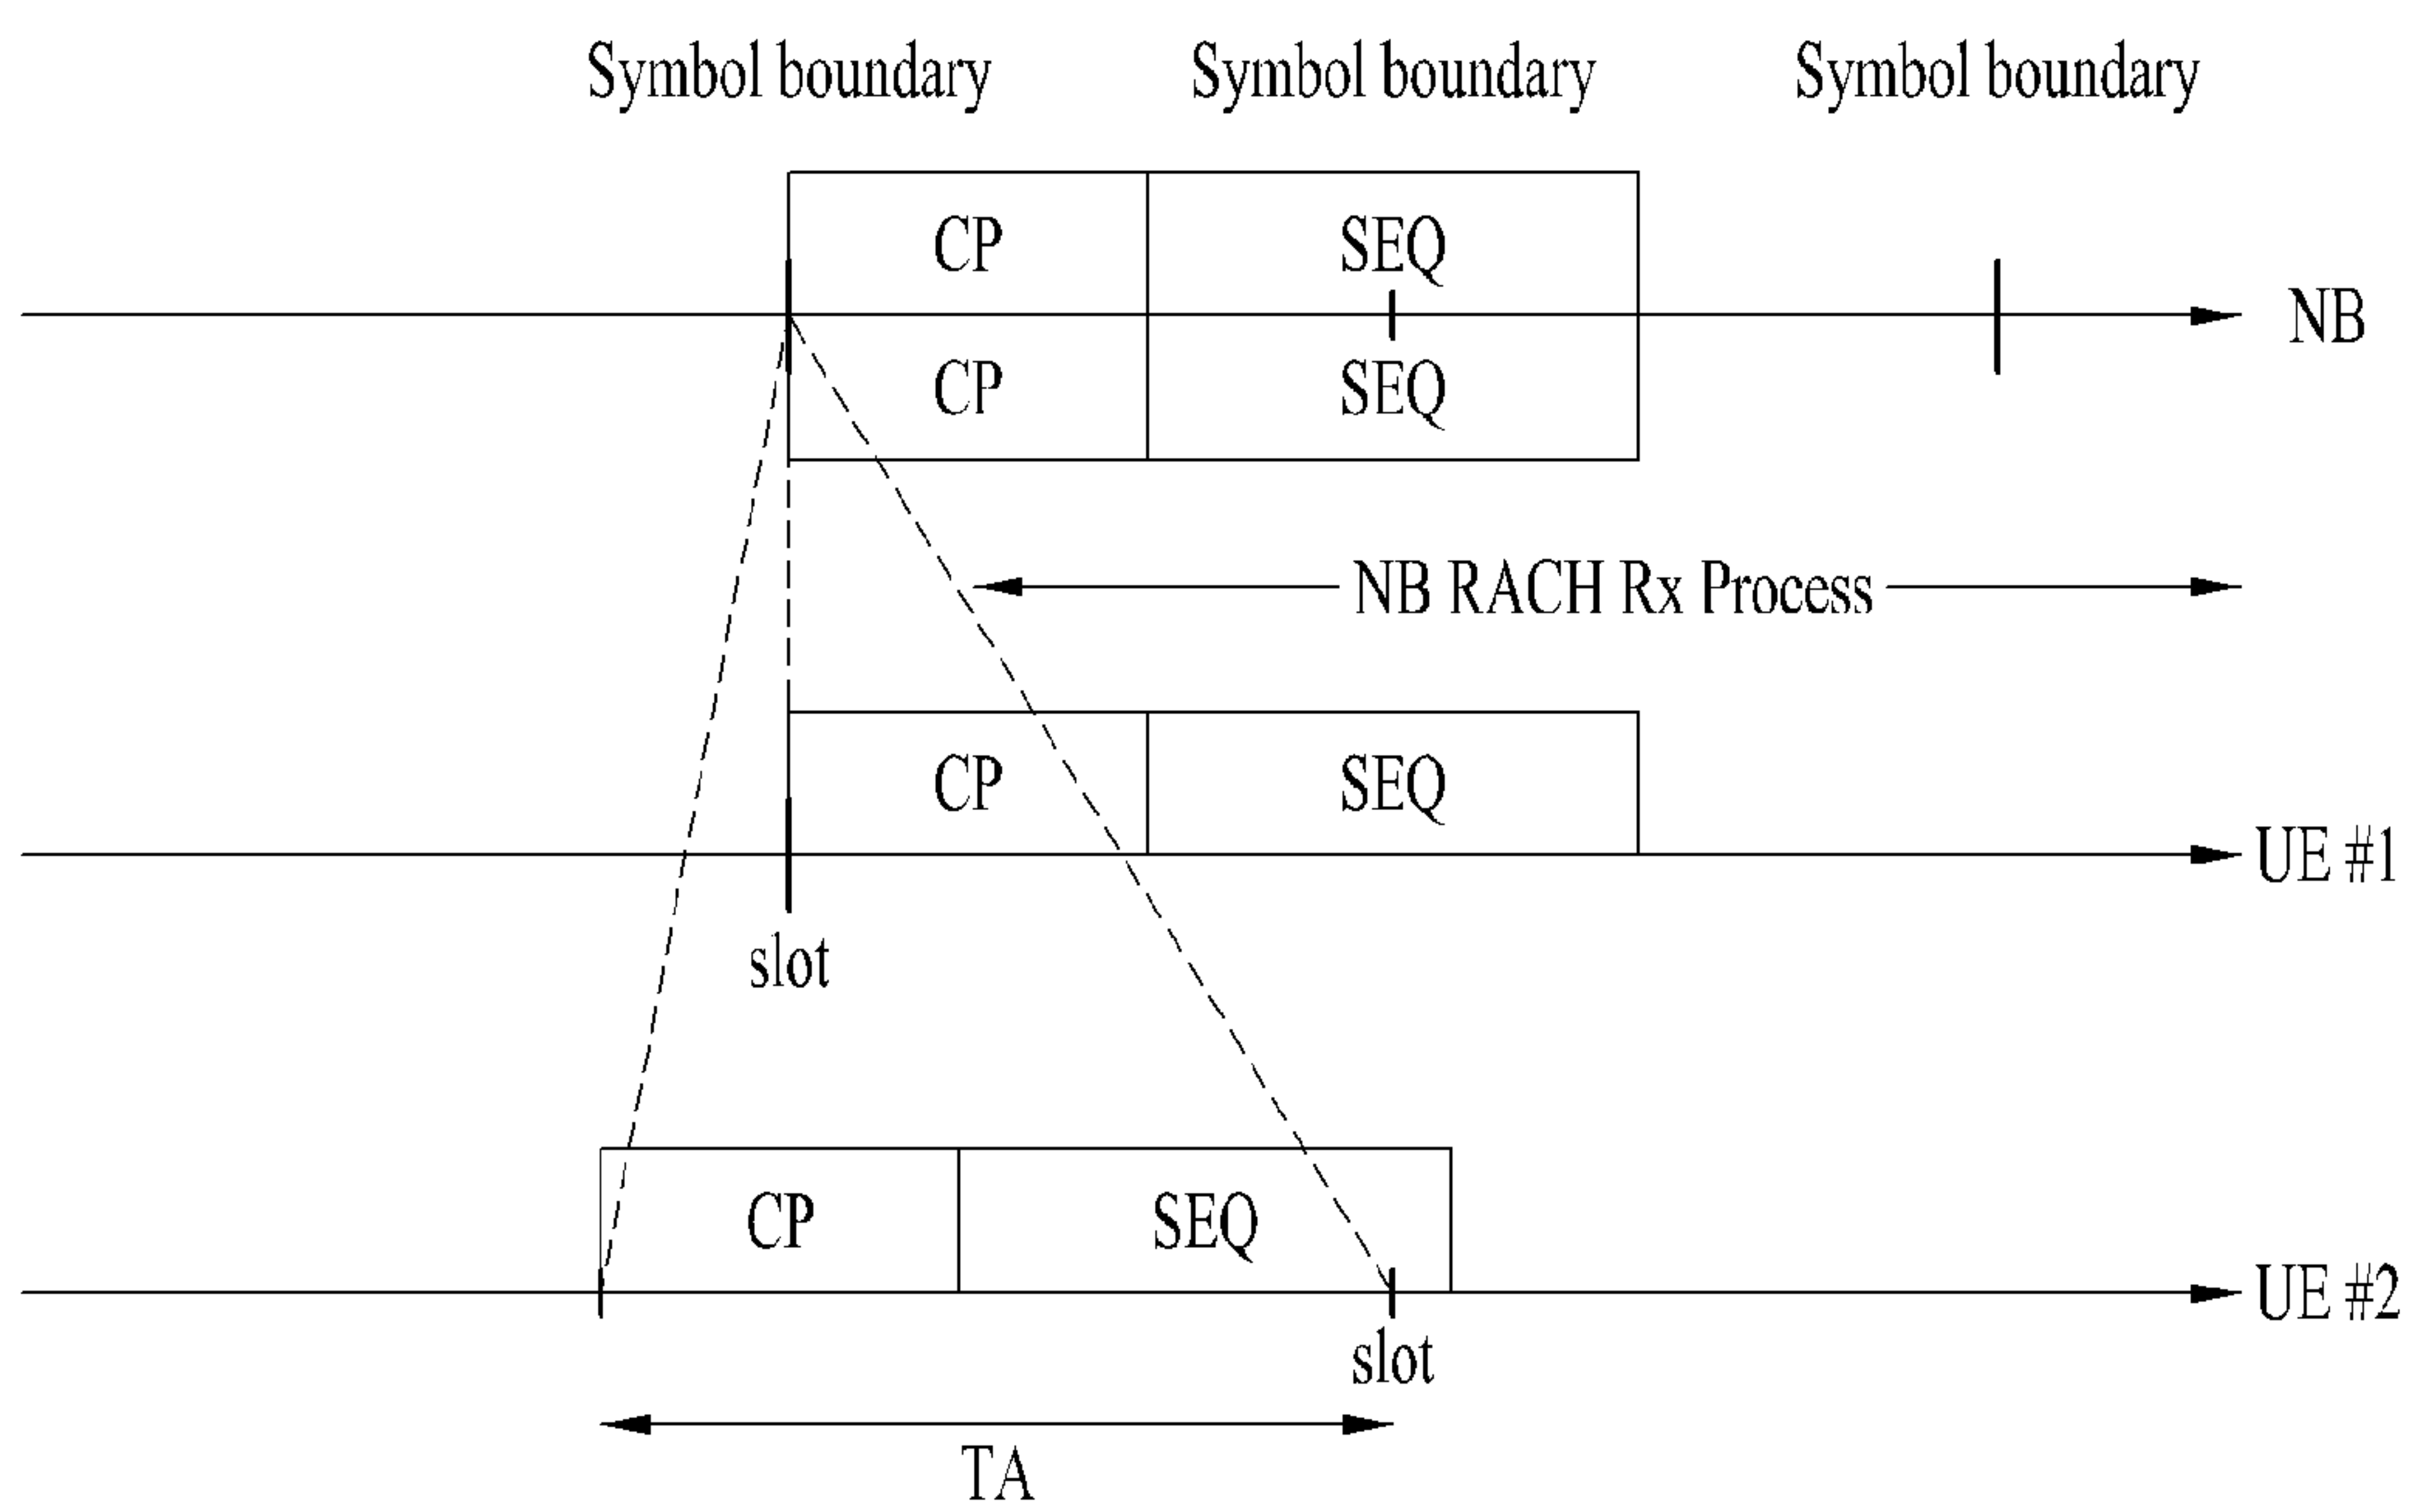 Symbol boundary Symbol boundary Symbol boundary
CP SEQ
NB
CP SEQ
NB RACH Rx Process
CP SEQ
UE #1
slot
CP SEQ
UE #2
slot
TA